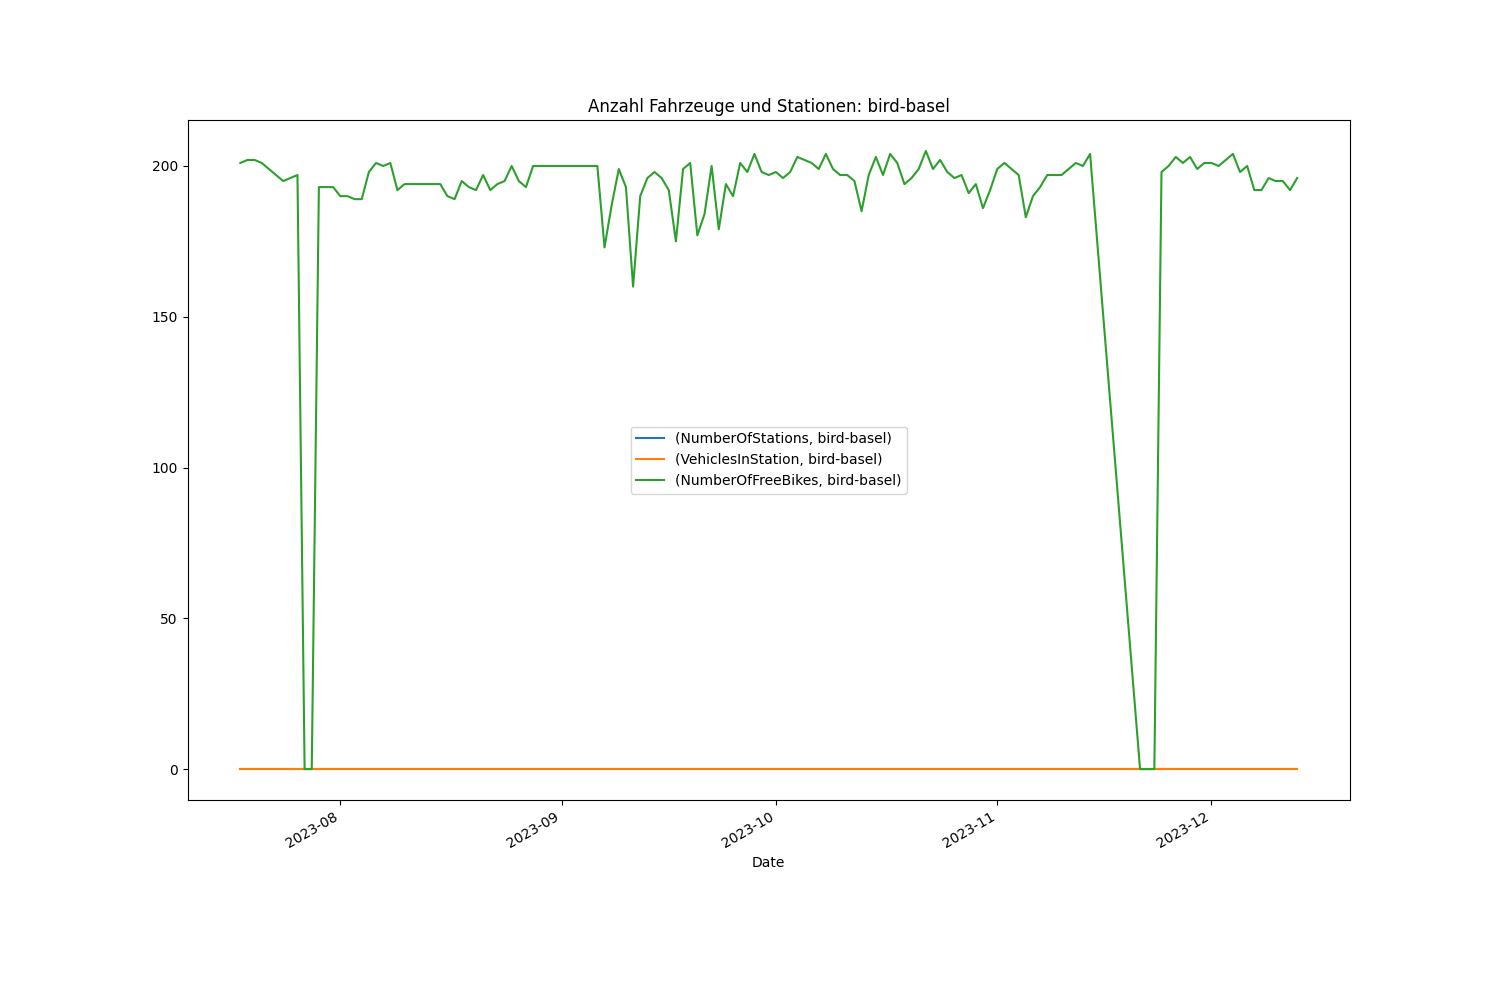 Anzahl Fahrzeuge und Stationen: bird-basel
200
150
100
50
0
(NumberOfStations, bird-basel)
(VehiclesInStation, bird-basel)
(NumberOfFreeBikes, bird-basel)
2023-08
2023-09
2023-10
2023-11
2023-12
Date